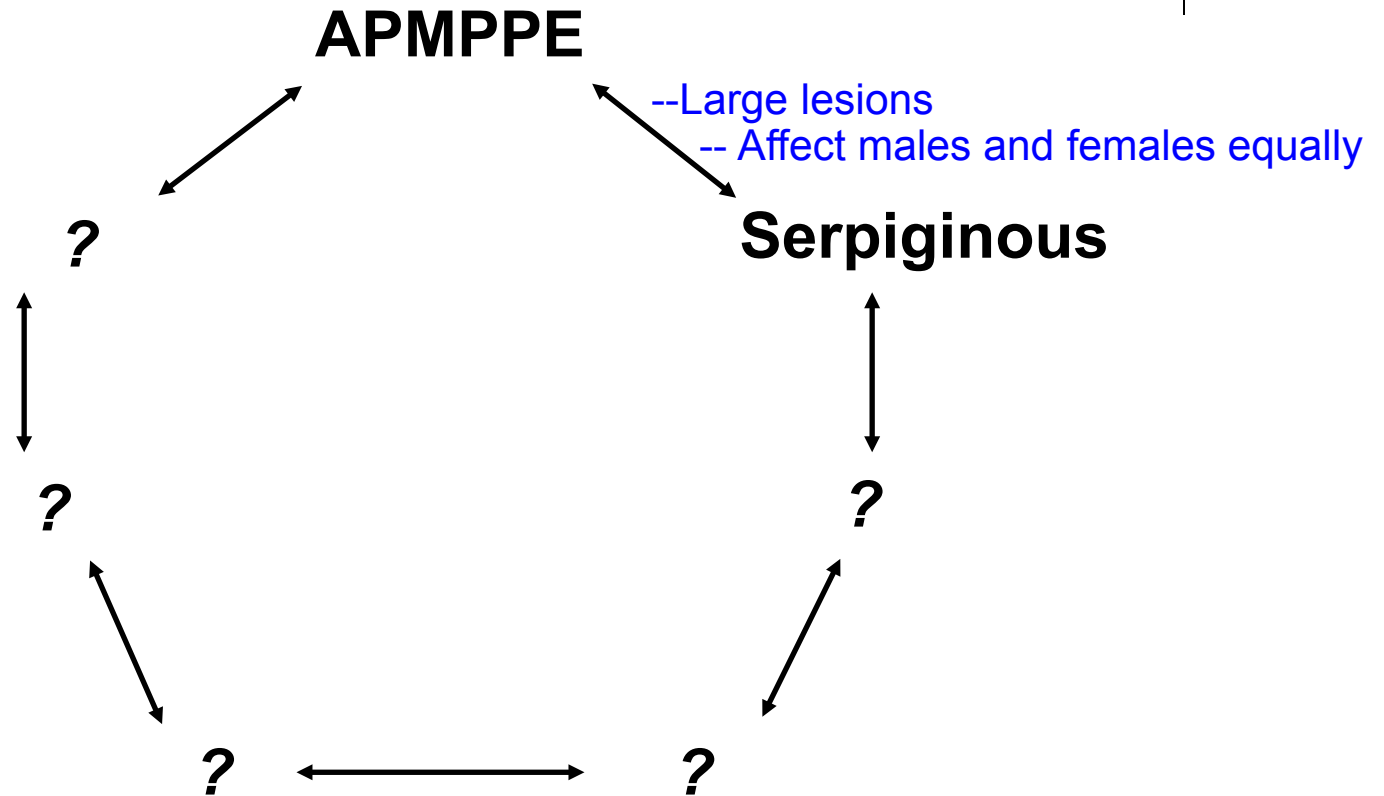 APMPPE
--Large lesions
-- Affect males and females equally
?
Serpiginous
?
?
?
?